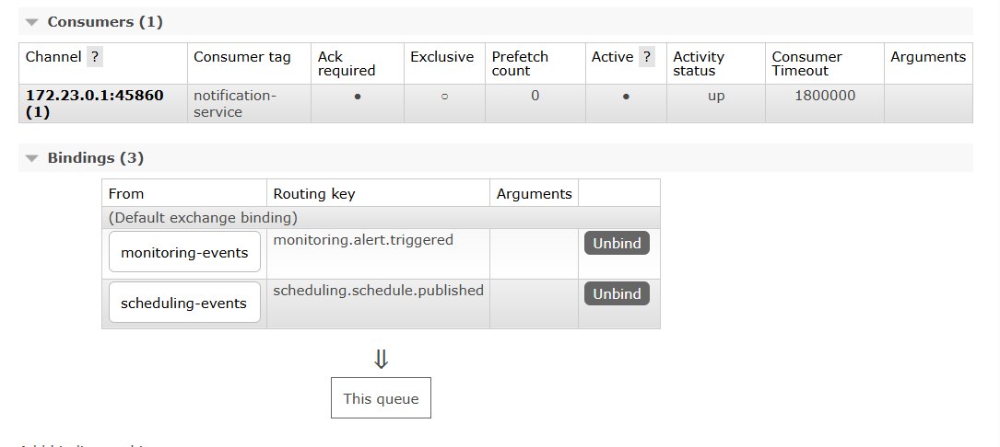 Consumers (1)
Channel ? Consumer tag Ack required Exclusive Prefetch count Active ? Activity status Consumer Timeout Arguments
172.23.0.1:45860 (1) notification-service ● ○ 0 ● up 1800000
Bindings (3)
From Routing key Arguments
(Default exchange binding)
monitoring-events monitoring.alert.triggered Unbind
scheduling-events scheduling.schedule.published Unbind
⇓
This queue